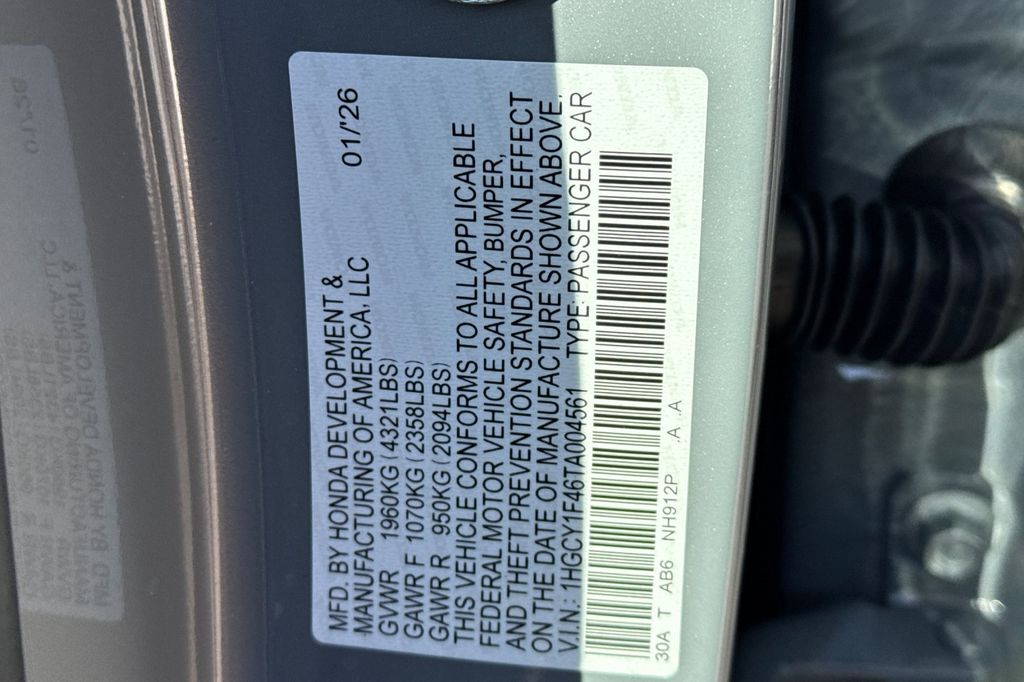 MFD. BY HONDA DEVELOPMENT &
MANUFACTURING OF AMERICA, LLC 01/'26
GVWR 1960KG (4321LBS)
GAWR F 1070KG (2358LBS)
GAWR R 950KG (2094LBS)
THIS VEHICLE CONFORMS TO ALL APPLICABLE
FEDERAL MOTOR VEHICLE SAFETY, BUMPER,
AND THEFT PREVENTION STANDARDS IN EFFECT
ON THE DATE OF MANUFACTURE SHOWN ABOVE.
V.I.N. 1HGCY1F46TA004561 TYPE: PASSENGER CAR
30A T AB6 NH912P .A .A